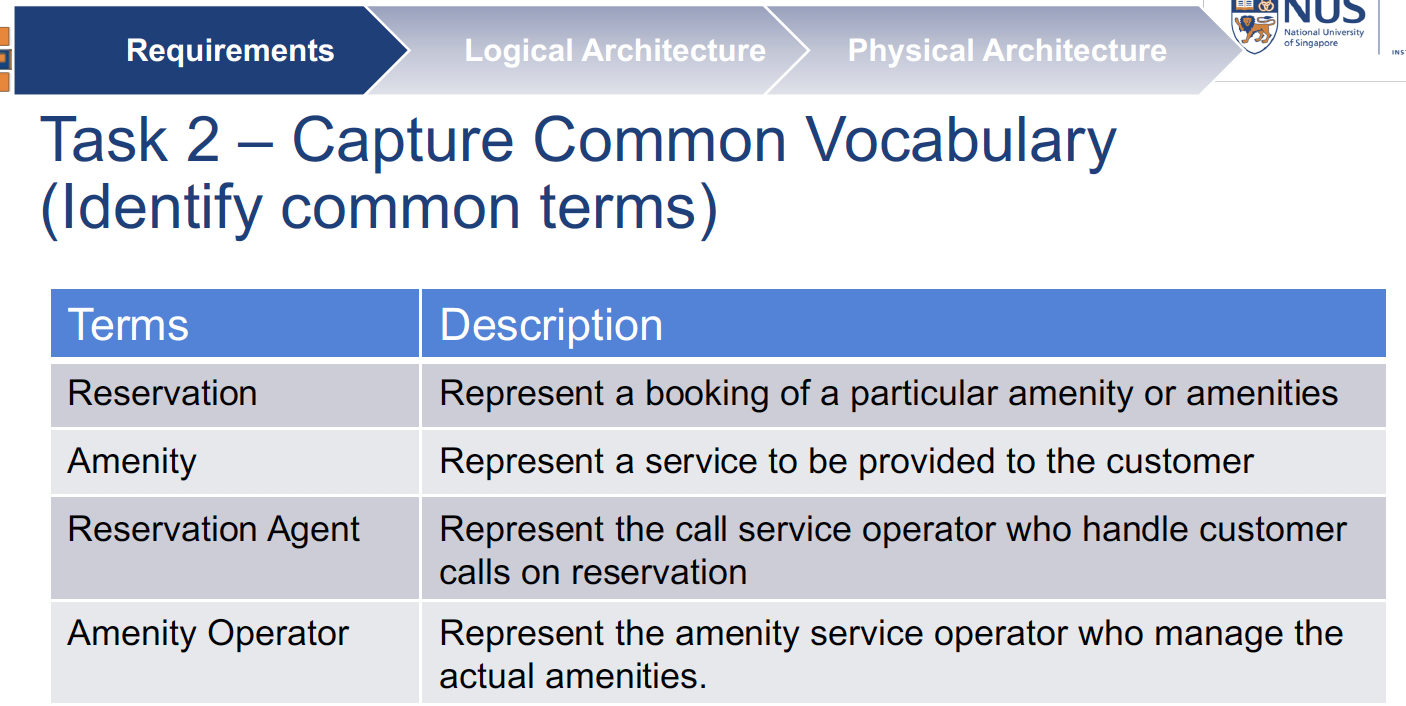 Requirements
Logical Architecture
Physical Architecture
NUS
National University
of Singapore
Task 2 – Capture Common Vocabulary
(Identify common terms)
Terms
Description
Reservation
Represent a booking of a particular amenity or amenities
Amenity
Represent a service to be provided to the customer
Reservation Agent
Represent the call service operator who handle customer
calls on reservation
Amenity Operator
Represent the amenity service operator who manage the
actual amenities.